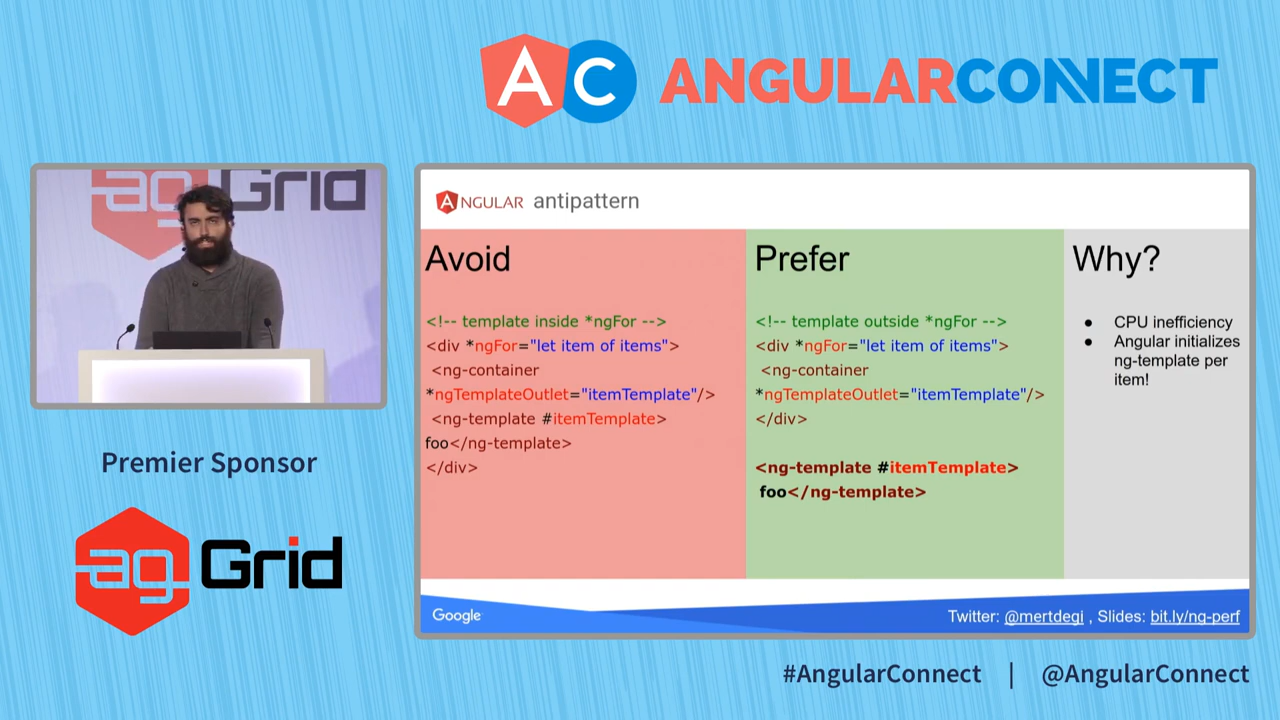 AC ANGULARCONNECT
ag Grid
ANGULAR antipattern
Avoid
<!-- template inside *ngFor -->
<div *ngFor="let item of items">
<ng-container
*ngTemplateOutlet="itemTemplate"/>
<ng-template #itemTemplate>
foo</ng-template>
</div>
Prefer
<!-- template outside *ngFor -->
<div *ngFor="let item of items">
<ng-container
*ngTemplateOutlet="itemTemplate"/>
</div>
<ng-template #itemTemplate>
foo</ng-template>
Why?
● CPU inefficiency
● Angular initializes
ng-template per
item!
Google
Twitter: @mertdegi , Slides: bit.ly/ng-perf
Premier Sponsor
ag Grid
#AngularConnect | @AngularConnect